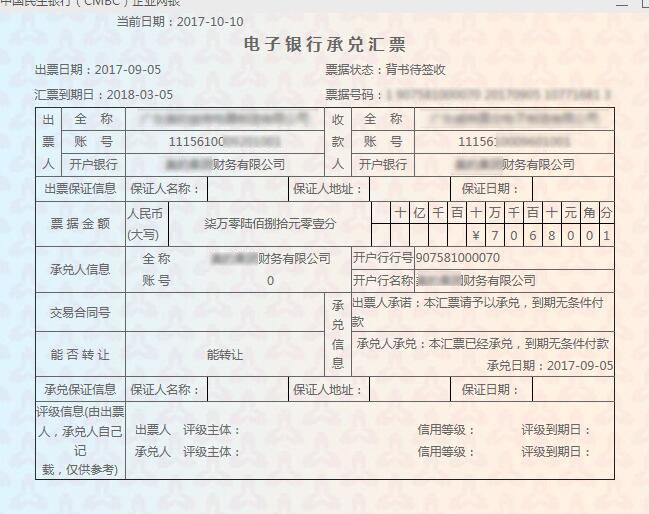 中国民生银行（CMBC）企业网银
当前日期：2017-10-10
电子银行承兑汇票
出票日期：2017-09-05 票据状态：背书待签收
汇票到期日：2018-03-05 票据号码：
出票人 全 称 收款人 全 称
账 号 1115610 账 号 11156
开户银行 财务有限公司 开户银行 财务有限公司
出票保证信息 保证人名称： 保证人地址： 保证日期：
票据金额 人民币(大写) 柒万零陆佰捌拾元零壹分 十 亿 千 百 十 万 千 百 十 元 角 分
¥ 7 0 6 8 0 0 1
承兑人信息 全 称 财务有限公司 开户行行号 907581000070
账 号 0 开户行名称 财务有限公司
交易合同号 承兑信息 出票人承诺：本汇票请予以承兑，到期无条件付
款
能否转让 能转让 承兑人承兑：本汇票已经承兑，到期无条件付款
承兑日期：2017-09-05
承兑保证信息 保证人名称： 保证人地址： 保证日期：
评级信息(由出票
人，承兑人自己
记
载，仅供参考)
出票人 评级主体： 信用等级： 评级到期日：
承兑人 评级主体： 信用等级： 评级到期日：